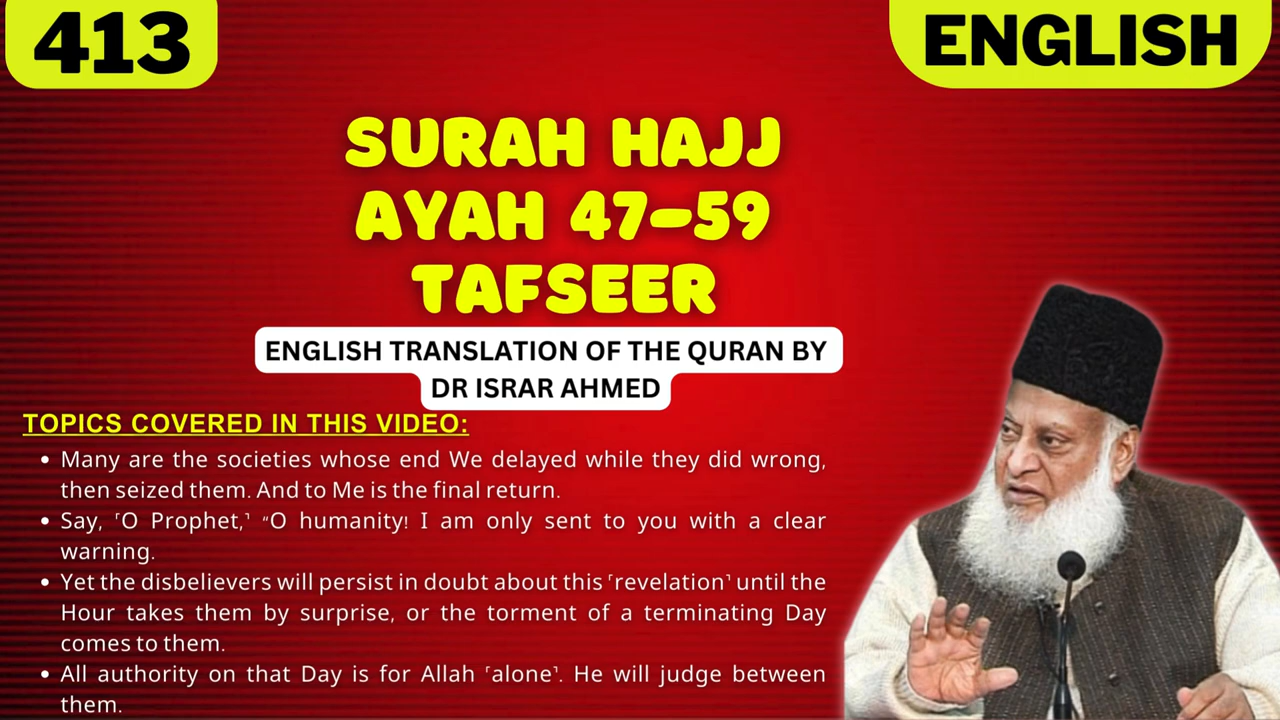 413
ENGLISH
SURAH HAJJ
AYAH 47-59
TAFSEER
ENGLISH TRANSLATION OF THE QURAN BY
DR ISRAR AHMED
TOPICS COVERED IN THIS VIDEO:
• Many are the societies whose end We delayed while they did wrong,
then seized them. And to Me is the final return.
• Say, ˹O Prophet,˺ “O humanity! I am only sent to you with a clear
warning.
• Yet the disbelievers will persist in doubt about this ˹revelation˺ until the
Hour takes them by surprise, or the torment of a terminating Day
comes to them.
• All authority on that Day is for Allah ˹alone˺. He will judge between
them.